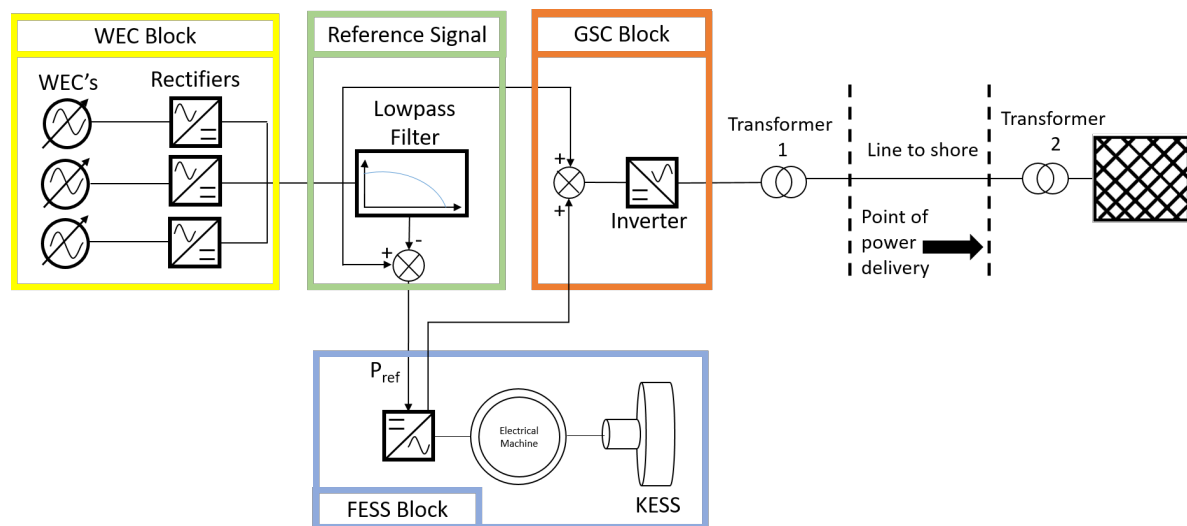 WEC Block
WEC's
Rectifiers
Reference Signal
Lowpass
Filter
-
+
GSC Block
+
+
Inverter
Transformer
1
Line to shore
Point of
power
delivery
Transformer
2
Pref
Electrical
Machine
KESS
FESS Block